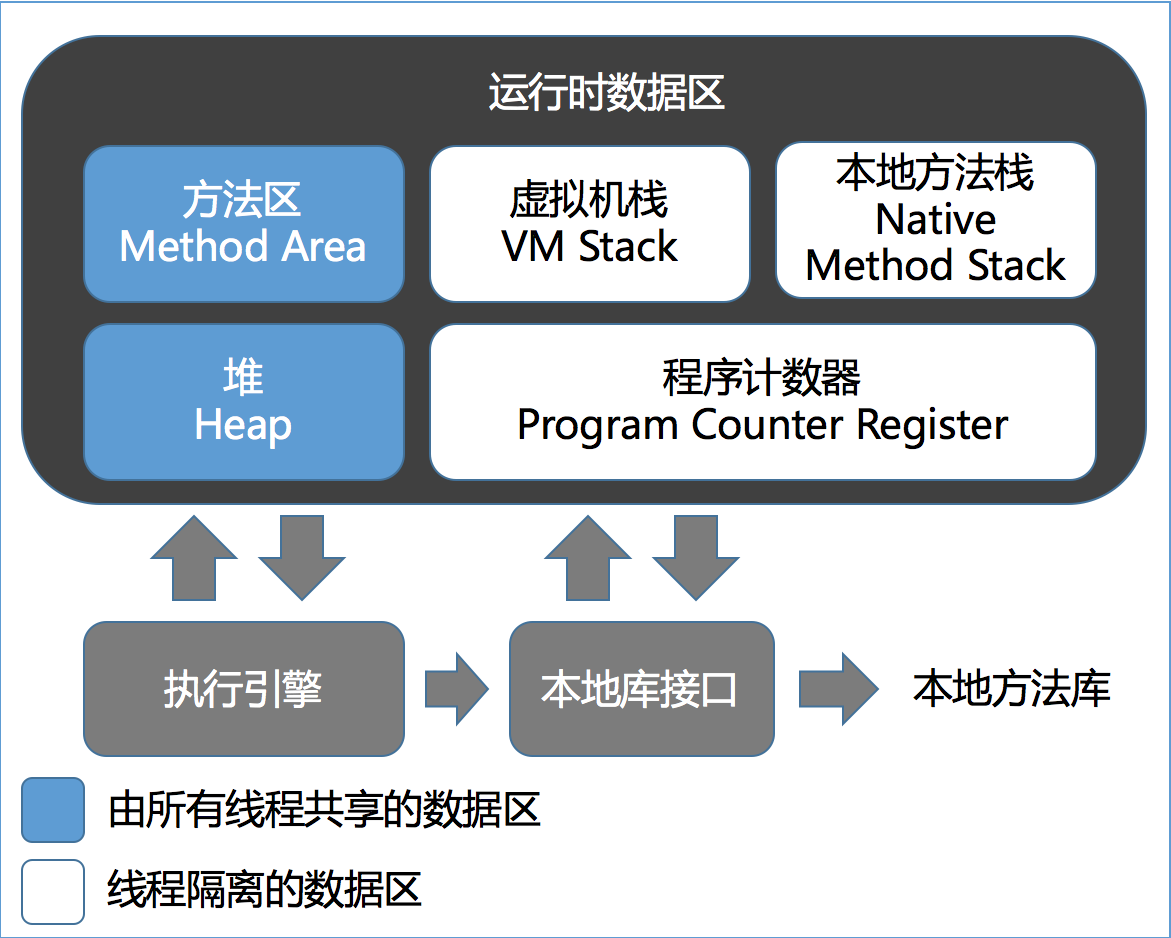 运行时数据区
方法区
Method Area
虚拟机栈
VM Stack
本地方法栈
Native
Method Stack
堆
Heap
程序计数器
Program Counter Register
执行引擎
本地库接口
本地方法库
由所有线程共享的数据区
线程隔离的数据区